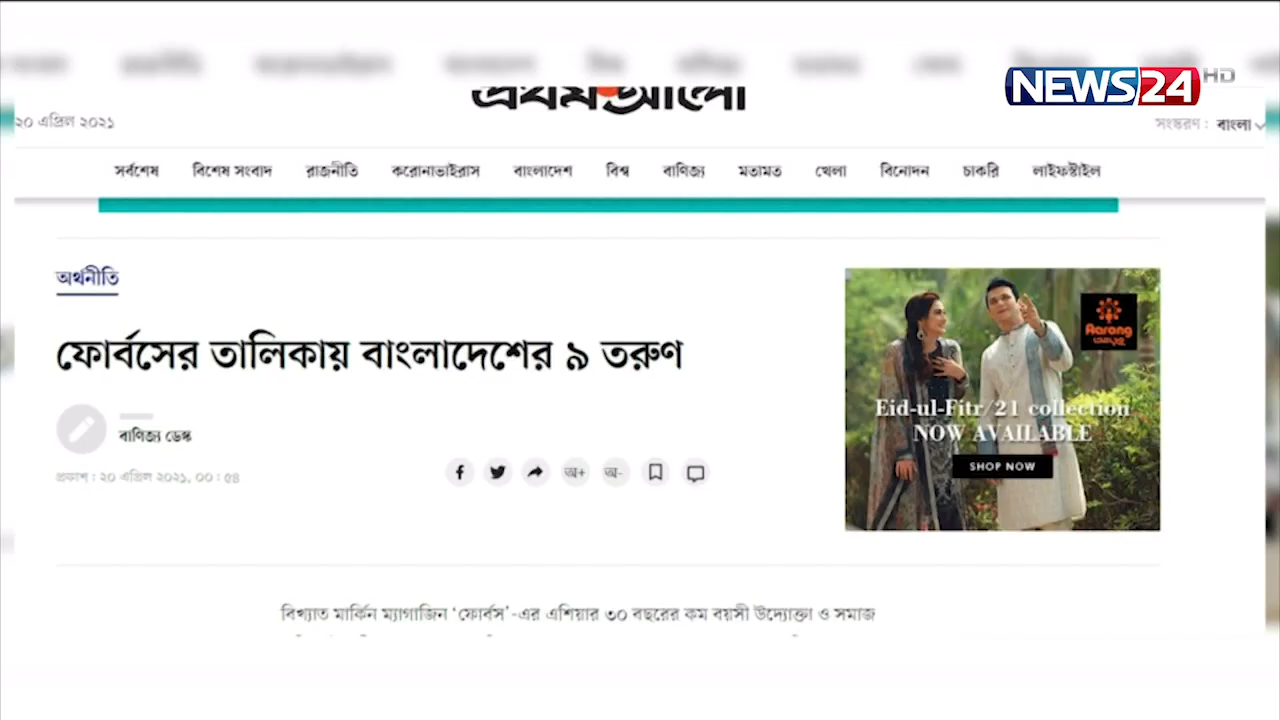 প্রথম আলো
NEWS24 HD
২০ এপ্রিল ২০২১
সংস্করণ : বাংলা
সর্বশেষ বিশেষ সংবাদ রাজনীতি করোনাভাইরাস বাংলাদেশ বিশ্ব বাণিজ্য মতামত খেলা বিনোদন চাকরি লাইফস্টাইল
অর্থনীতি
ফোর্বসের তালিকায় বাংলাদেশের ৯ তরুণ
বাণিজ্য ডেস্ক
প্রকাশ : ২০ এপ্রিল ২০২১, ০০ : ৫৪
অ+ অ-
Aarong
আড়ং
Eid-ul-Fitr/21 collection
NOW AVAILABLE
SHOP NOW
বিখ্যাত মার্কিন ম্যাগাজিন ‘ফোর্বস’-এর এশিয়ার ৩০ বছরের কম বয়সী উদ্যোক্তা ও সমাজ